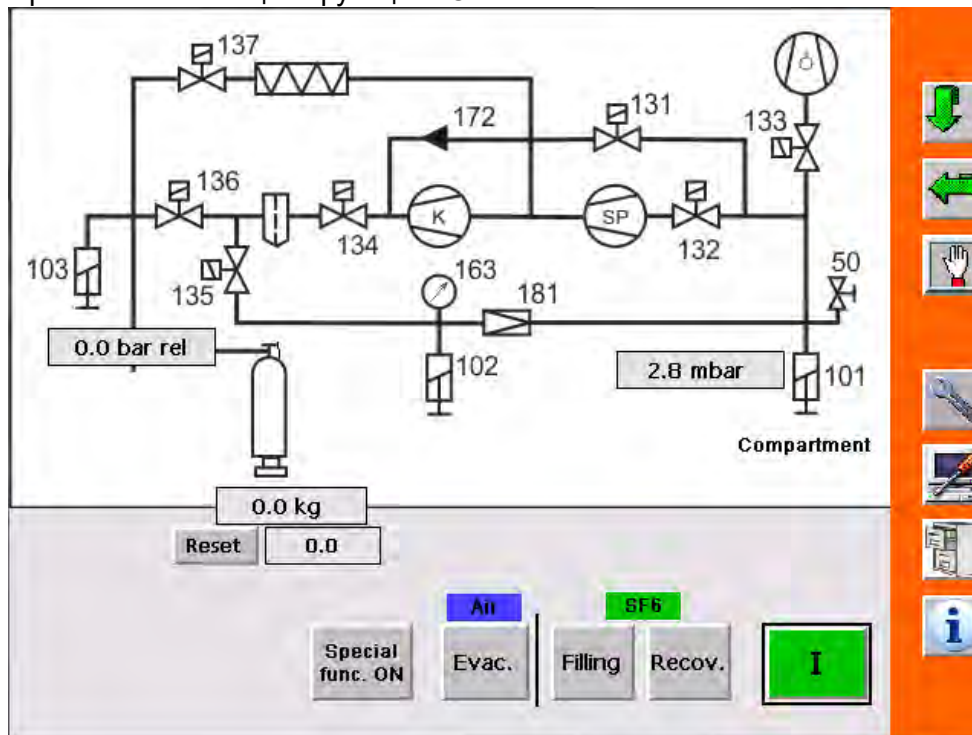 137
131
172
133
136
K
SP
134
132
103
135
163
50
181
0.0 bar rel
102
2.8 mbar
101
Compartment
0.0 kg
Reset
0.0
Air
SF6
Special
func. ON
Evac.
Filling
Recov.
I
i